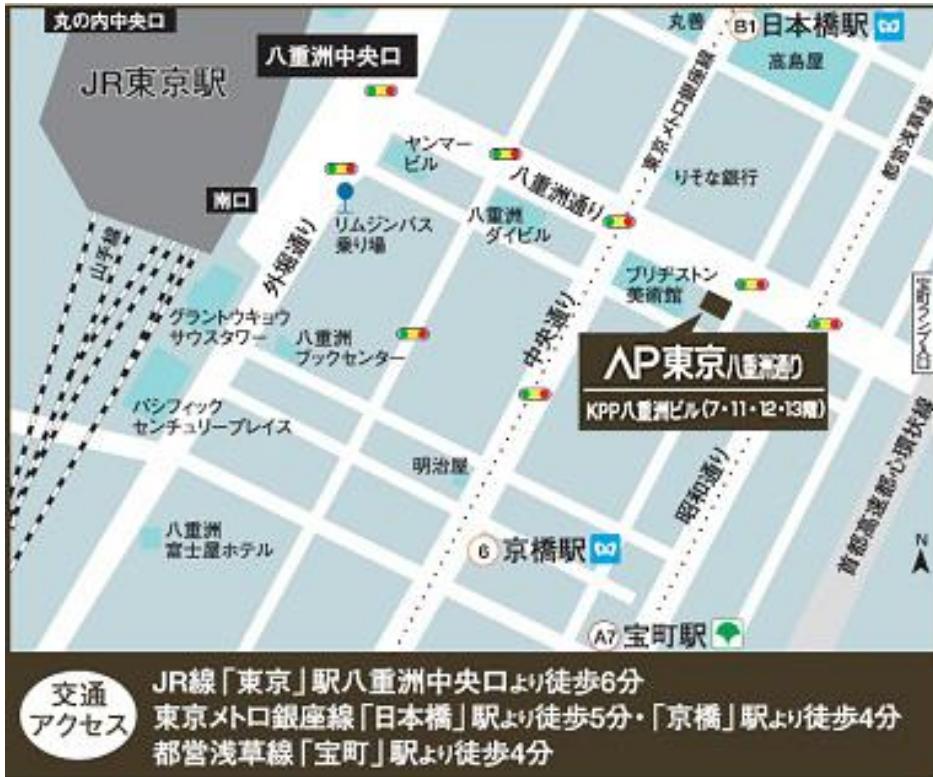 丸の内中央口
JR東京駅
八重洲中央口
丸善
B1 日本橋駅
高島屋
東京メトロ銀座線
都営浅草線
ヤンマー
ビル
八重洲通り
りそな銀行
南口
リムジンバス
乗り場
八重洲
ダイビル
山手線
外堀通り
ブリヂストン
美術館
宝町ランプ入口
グラントウキョウ
サウスタワー
八重洲
ブックセンター
中央通り
AP東京八重洲通り
KPP八重洲ビル(7・11・12・13階)
パシフィック
センチュリープレイス
明治屋
昭和通り
首都高速都心環状線
八重洲
富士屋ホテル
6 京橋駅
N
A7 宝町駅
交通
アクセス
JR線「東京」駅八重洲中央口より徒歩6分
東京メトロ銀座線「日本橋」駅より徒歩5分・「京橋」駅より徒歩4分
都営浅草線「宝町」駅より徒歩4分